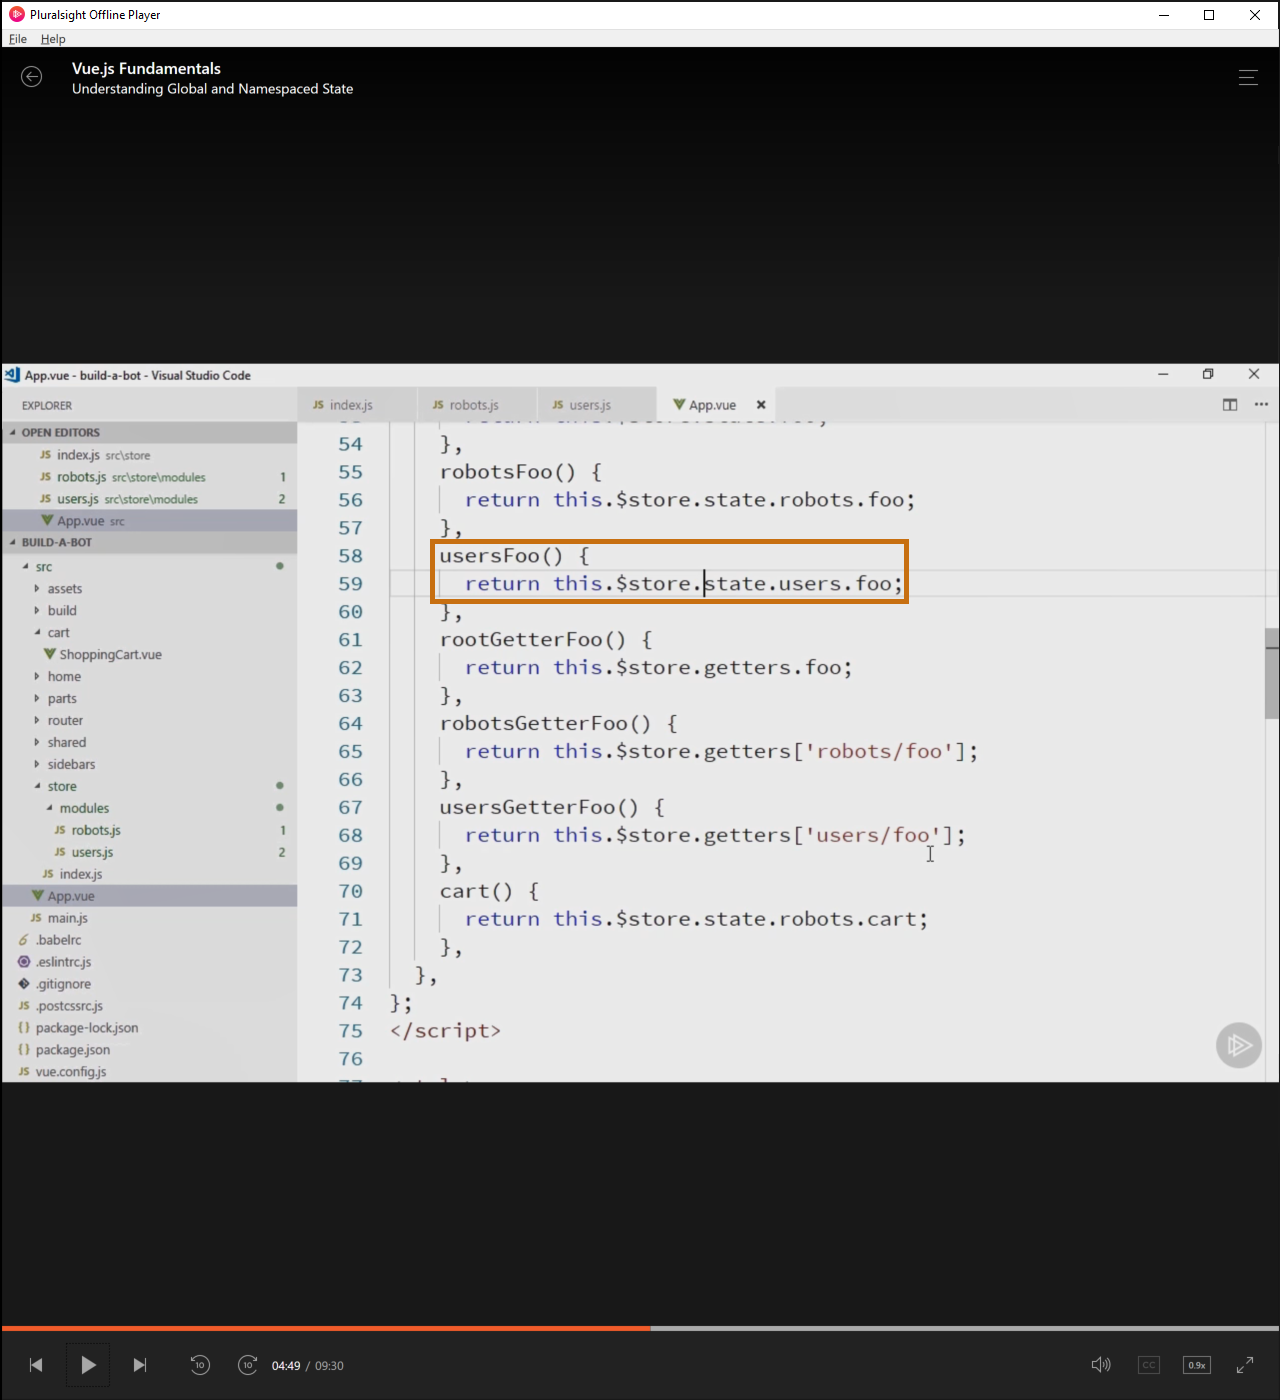 Pluralsight Offline Player
File Help
Vue.js Fundamentals
Understanding Global and Namespaced State
App.vue - build-a-bot - Visual Studio Code
EXPLORER
JS index.js JS robots.js JS users.js App.vue
OPEN EDITORS
JS index.js src\store
JS robots.js src\store\modules 1
JS users.js src\store\modules 2
App.vue src
BUILD-A-BOT
src
assets
build
cart
ShoppingCart.vue
home
parts
router
shared
sidebars
store
modules
JS robots.js 1
JS users.js 2
JS index.js
App.vue
JS main.js
.babelrc
.eslintrc.js
.gitignore
JS .postcssrc.js
{} package-lock.json
{} package.json
JS vue.config.js
54 },
55 robotsFoo() {
56 return this.$store.state.robots.foo;
57 },
58 usersFoo() {
59 return this.$store.state.users.foo;
60 },
61 rootGetterFoo() {
62 return this.$store.getters.foo;
63 },
64 robotsGetterFoo() {
65 return this.$store.getters['robots/foo'];
66 },
67 usersGetterFoo() {
68 return this.$store.getters['users/foo'];
69 },
70 cart() {
71 return this.$store.state.robots.cart;
72 },
73 },
74 };
75 </script>
76
10 10 04:49 / 09:30 CC 0.9x